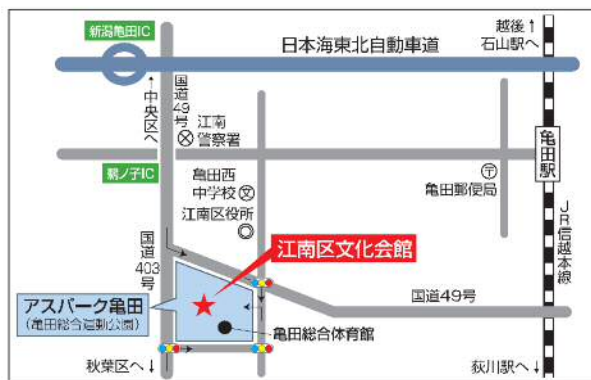 新潟亀田IC
越後↑
石山駅へ
日本海東北自動車道
↑中央区へ
国道49号
江南
警察署
鵜ノ子IC
亀田西
中学校
江南区役所
亀田郵便局
亀田駅
JR信越本線
国道
403
号
江南区文化会館
アスパーク亀田
(亀田総合運動公園)
国道49号
亀田総合体育館
秋葉区へ↓
荻川駅へ↓